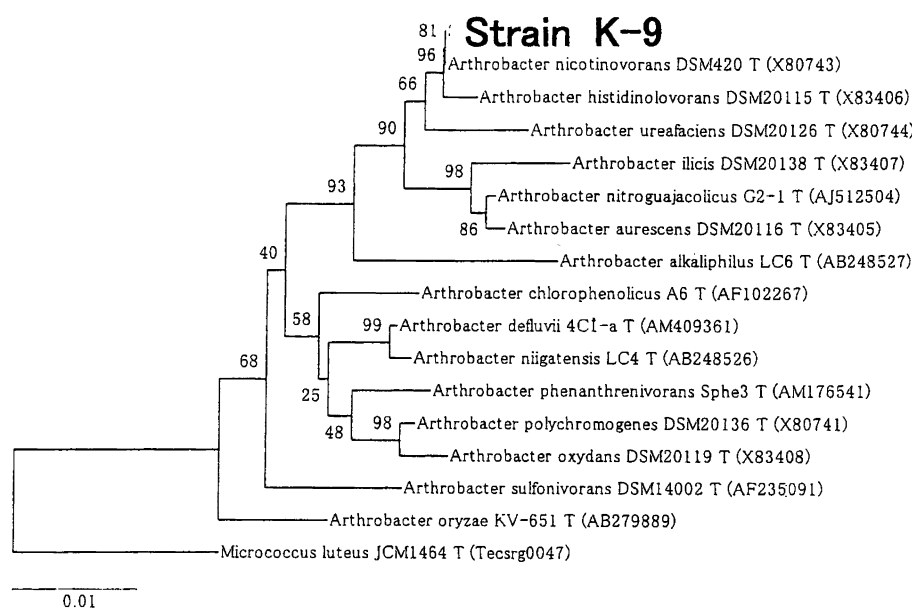 81 Strain K-9
96
Arthrobacter nicotinovorans DSM420 T (X80743)
66
Arthrobacter histidinolovorans DSM20115 T (X83406)
90
Arthrobacter ureafaciens DSM20126 T (X80744)
98
Arthrobacter ilicis DSM20138 T (X83407)
93
Arthrobacter nitroguajacolicus G2-1 T (AJ512504)
86
Arthrobacter aurescens DSM20116 T (X83405)
40
Arthrobacter alkaliphilus LC6 T (AB248527)
Arthrobacter chlorophenolicus A6 T (AF102267)
58
99
Arthrobacter defluvii 4C1-a T (AM409361)
Arthrobacter niigatensis LC4 T (AB248526)
68
25
Arthrobacter phenanthrenivorans Sphe3 T (AM176541)
98
Arthrobacter polychromogenes DSM20136 T (X80741)
48
Arthrobacter oxydans DSM20119 T (X83408)
Arthrobacter sulfonivorans DSM14002 T (AF235091)
Arthrobacter oryzae KV-651 T (AB279889)
Micrococcus luteus JCM1464 T (Tecsrg0047)
0.01